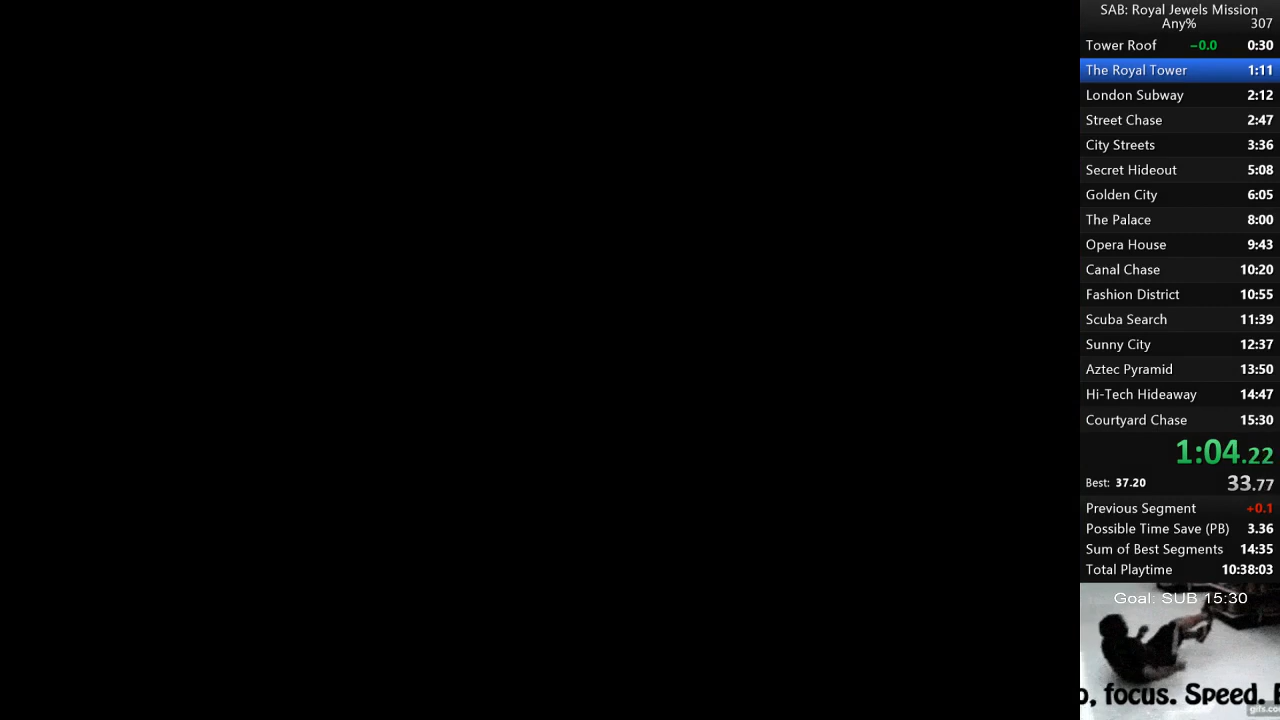 SAB: Royal Jewels Mission
Any% 307
Tower Roof −0.0 0:30
The Royal Tower 1:11
London Subway 2:12
Street Chase 2:47
City Streets 3:36
Secret Hideout 5:08
Golden City 6:05
The Palace 8:00
Opera House 9:43
Canal Chase 10:20
Fashion District 10:55
Scuba Search 11:39
Sunny City 12:37
Aztec Pyramid 13:50
Hi-Tech Hideaway 14:47
Courtyard Chase 15:30
1:04.22
Best: 37.20 33.77
Previous Segment +0.1
Possible Time Save (PB) 3.36
Sum of Best Segments 14:35
Total Playtime 10:38:03
Goal: SUB 15:30
focus. Speed.